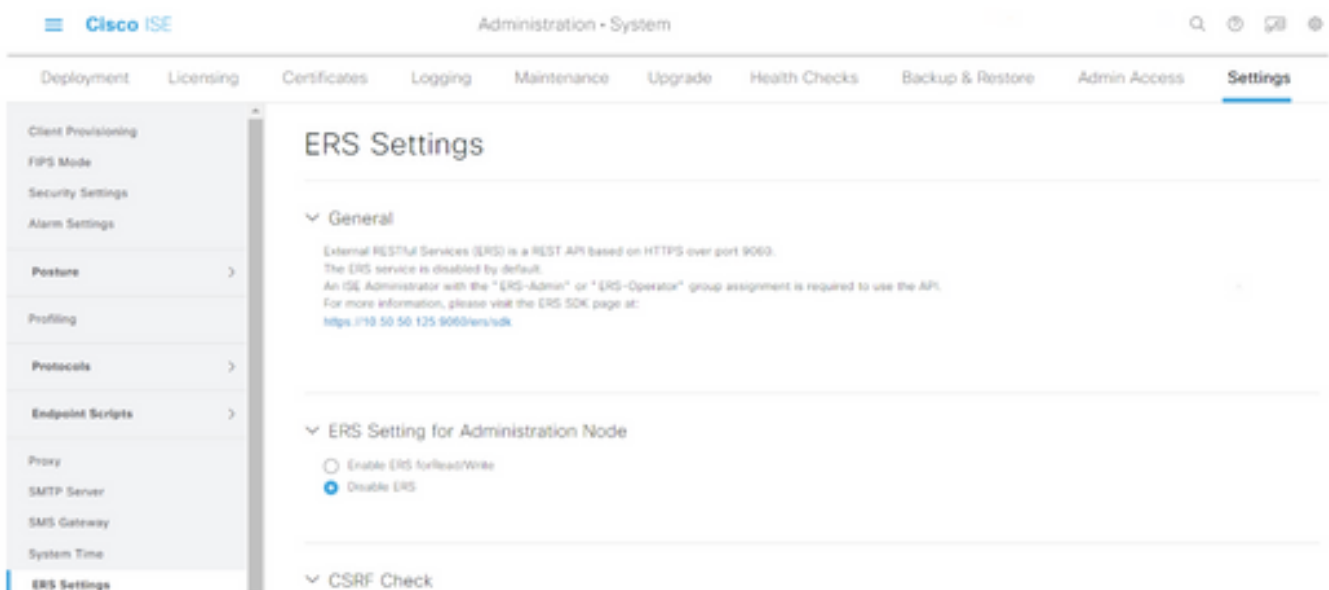 Cisco ISE
Administration • System
Deployment
Licensing
Certificates
Logging
Maintenance
Upgrade
Health Checks
Backup & Restore
Admin Access
Settings
Client Provisioning
FIPS Mode
Security Settings
Alarm Settings
Posture
Profiling
Protocols
Endpoint Scripts
Proxy
SMTP Server
SMS Gateway
System Time
ERS Settings
ERS Settings
General
External RESTful Services (ERS) is a REST API based on HTTPS over port 9060.
The ERS service is disabled by default.
An ISE Administrator with the "ERS-Admin" or "ERS-Operator" group assignment is required to use the API.
For more information, please visit the ERS SDK page at:
https://10.50.50.125:9060/ers/sdk
ERS Setting for Administration Node
Enable ERS forRead/Write
Disable ERS
CSRF Check